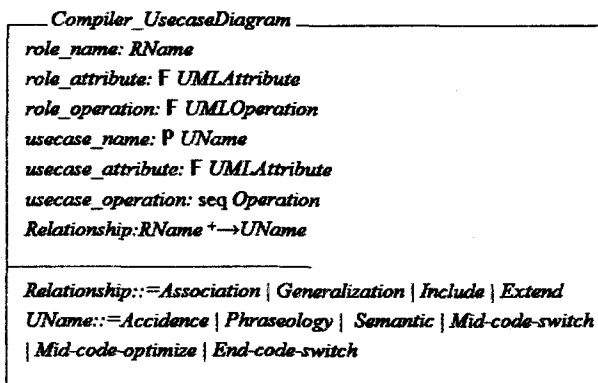 Compiler_UsecaseDiagram
role_name: RName
role_attribute: F UMLAttribute
role_operation: F UMLOperation
usecase_name: P UName
usecase_attribute: F UMLAttribute
usecase_operation: seq Operation
Relationship:RName +→UName
Relationship::=Association | Generalization | Include | Extend
UName::=Accidence | Phraseology | Semantic | Mid-code-switch
| Mid-code-optimize | End-code-switch